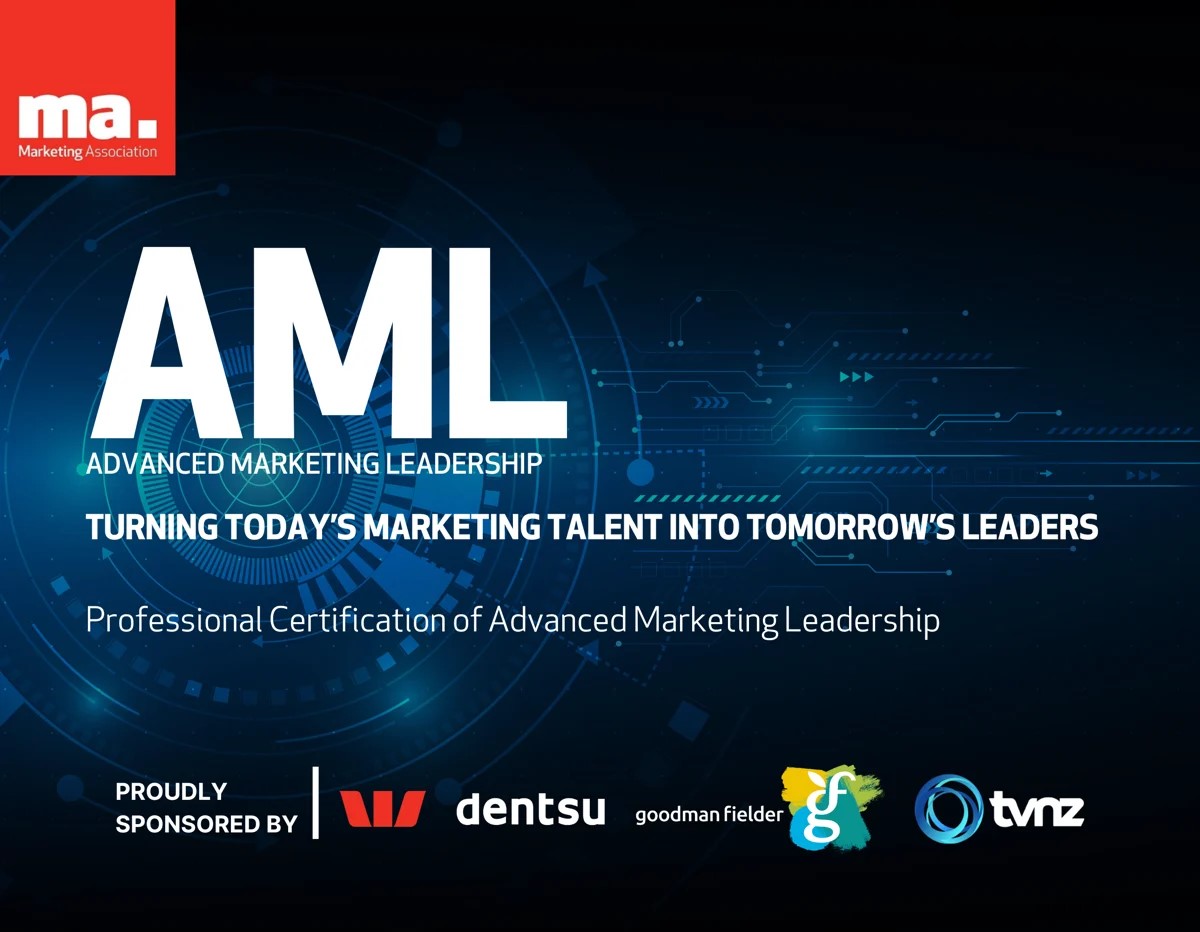 ma.
Marketing Association
AML
ADVANCED MARKETING LEADERSHIP
TURNING TODAY'S MARKETING TALENT INTO TOMORROW'S LEADERS
Professional Certification of Advanced Marketing Leadership
PROUDLY
SPONSORED BY
dentsu
goodman fielder
gf
tvnz